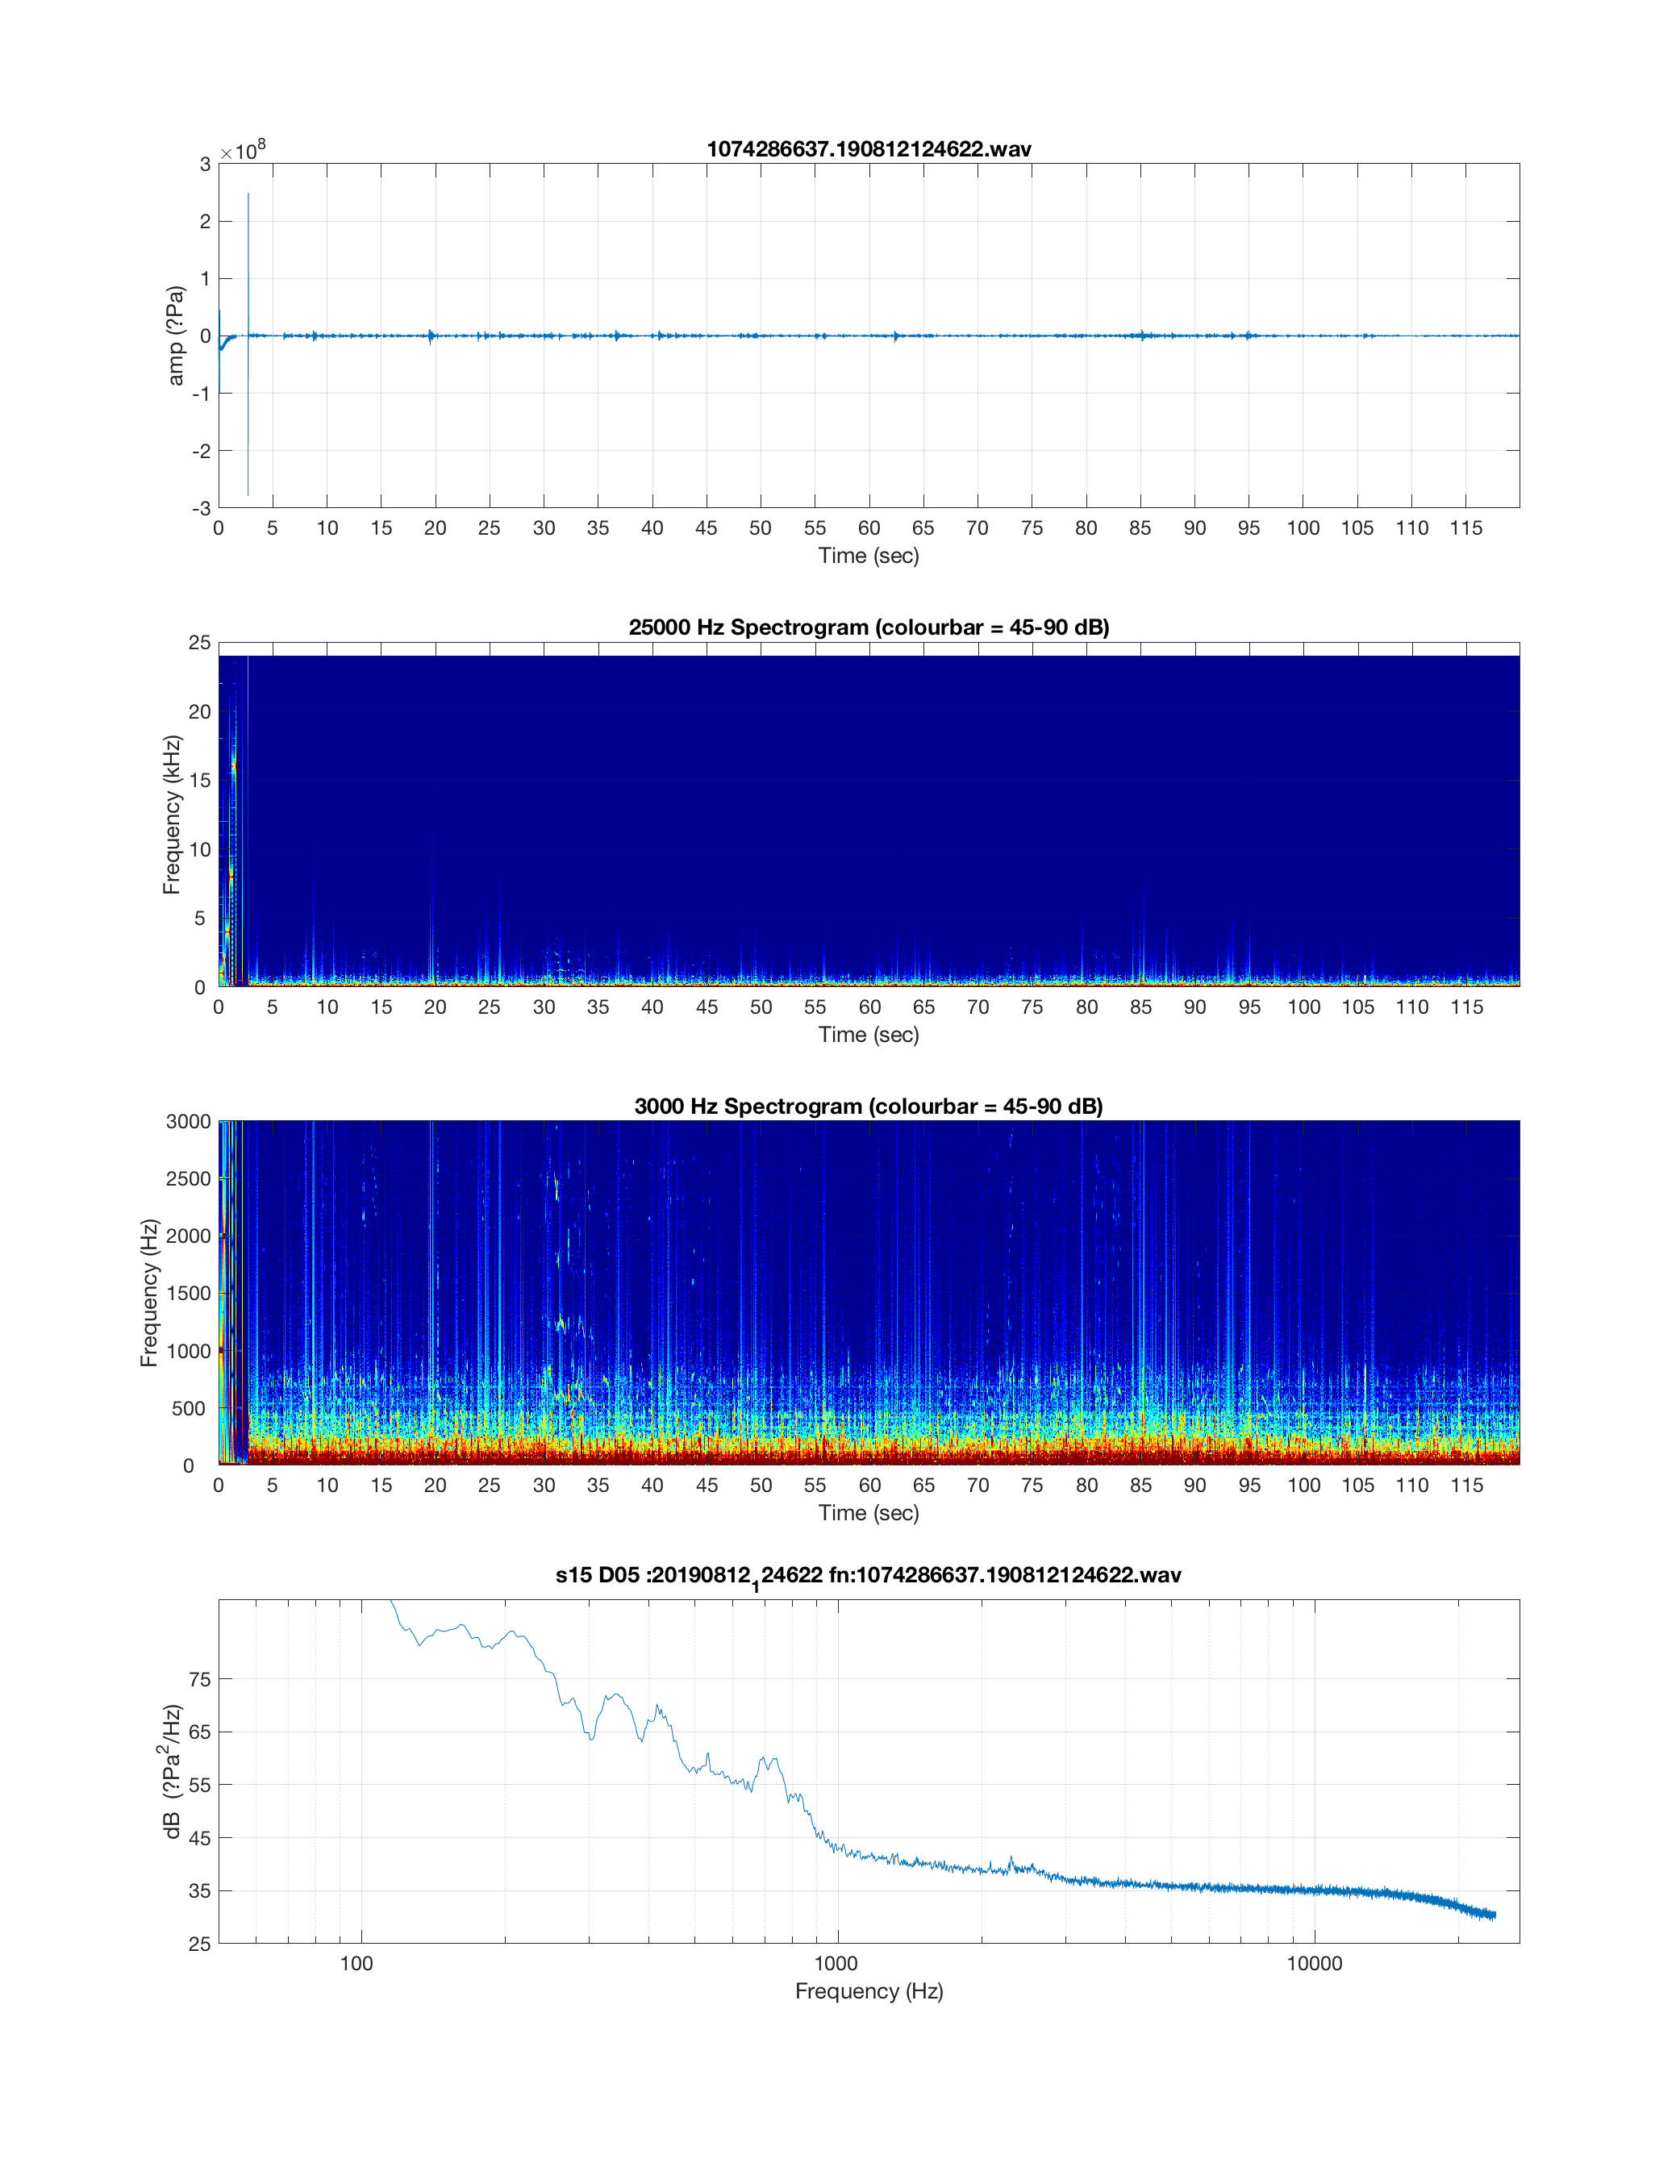 1074286637.190812124622.wav
×10^8
3
2
1
0
-1
-2
-3
amp (?Pa)
0 5 10 15 20 25 30 35 40 45 50 55 60 65 70 75 80 85 90 95 100 105 110 115
Time (sec)
25000 Hz Spectrogram (colourbar = 45-90 dB)
25
20
15
10
5
0
Frequency (kHz)
0 5 10 15 20 25 30 35 40 45 50 55 60 65 70 75 80 85 90 95 100 105 110 115
Time (sec)
3000 Hz Spectrogram (colourbar = 45-90 dB)
3000
2500
2000
1500
1000
500
0
Frequency (Hz)
0 5 10 15 20 25 30 35 40 45 50 55 60 65 70 75 80 85 90 95 100 105 110 115
Time (sec)
s15 D05 :20190812_124622 fn:1074286637.190812124622.wav
75
65
55
45
35
25
dB (?Pa^2/Hz)
100 1000 10000
Frequency (Hz)